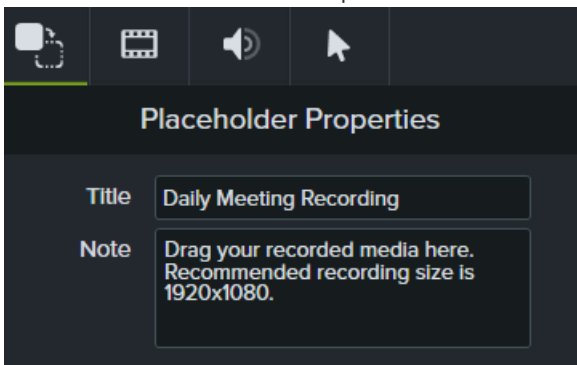 Placeholder Properties
Title
Daily Meeting Recording
Note
Drag your recorded media here.
Recommended recording size is
1920x1080.